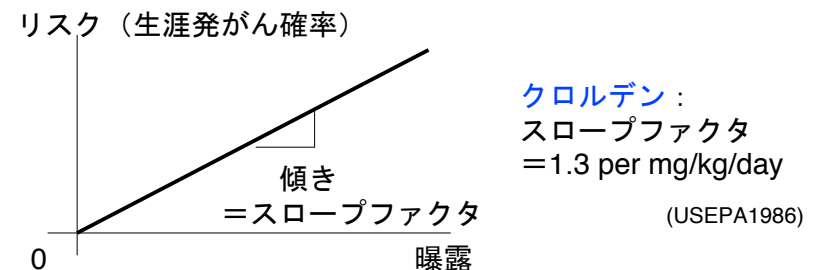 リスク（生涯発がん確率）
クロルデン：
スロープファクタ
＝1.3 per mg/kg/day
(USEPA1986)
傾き
＝スロープファクタ
0
曝露